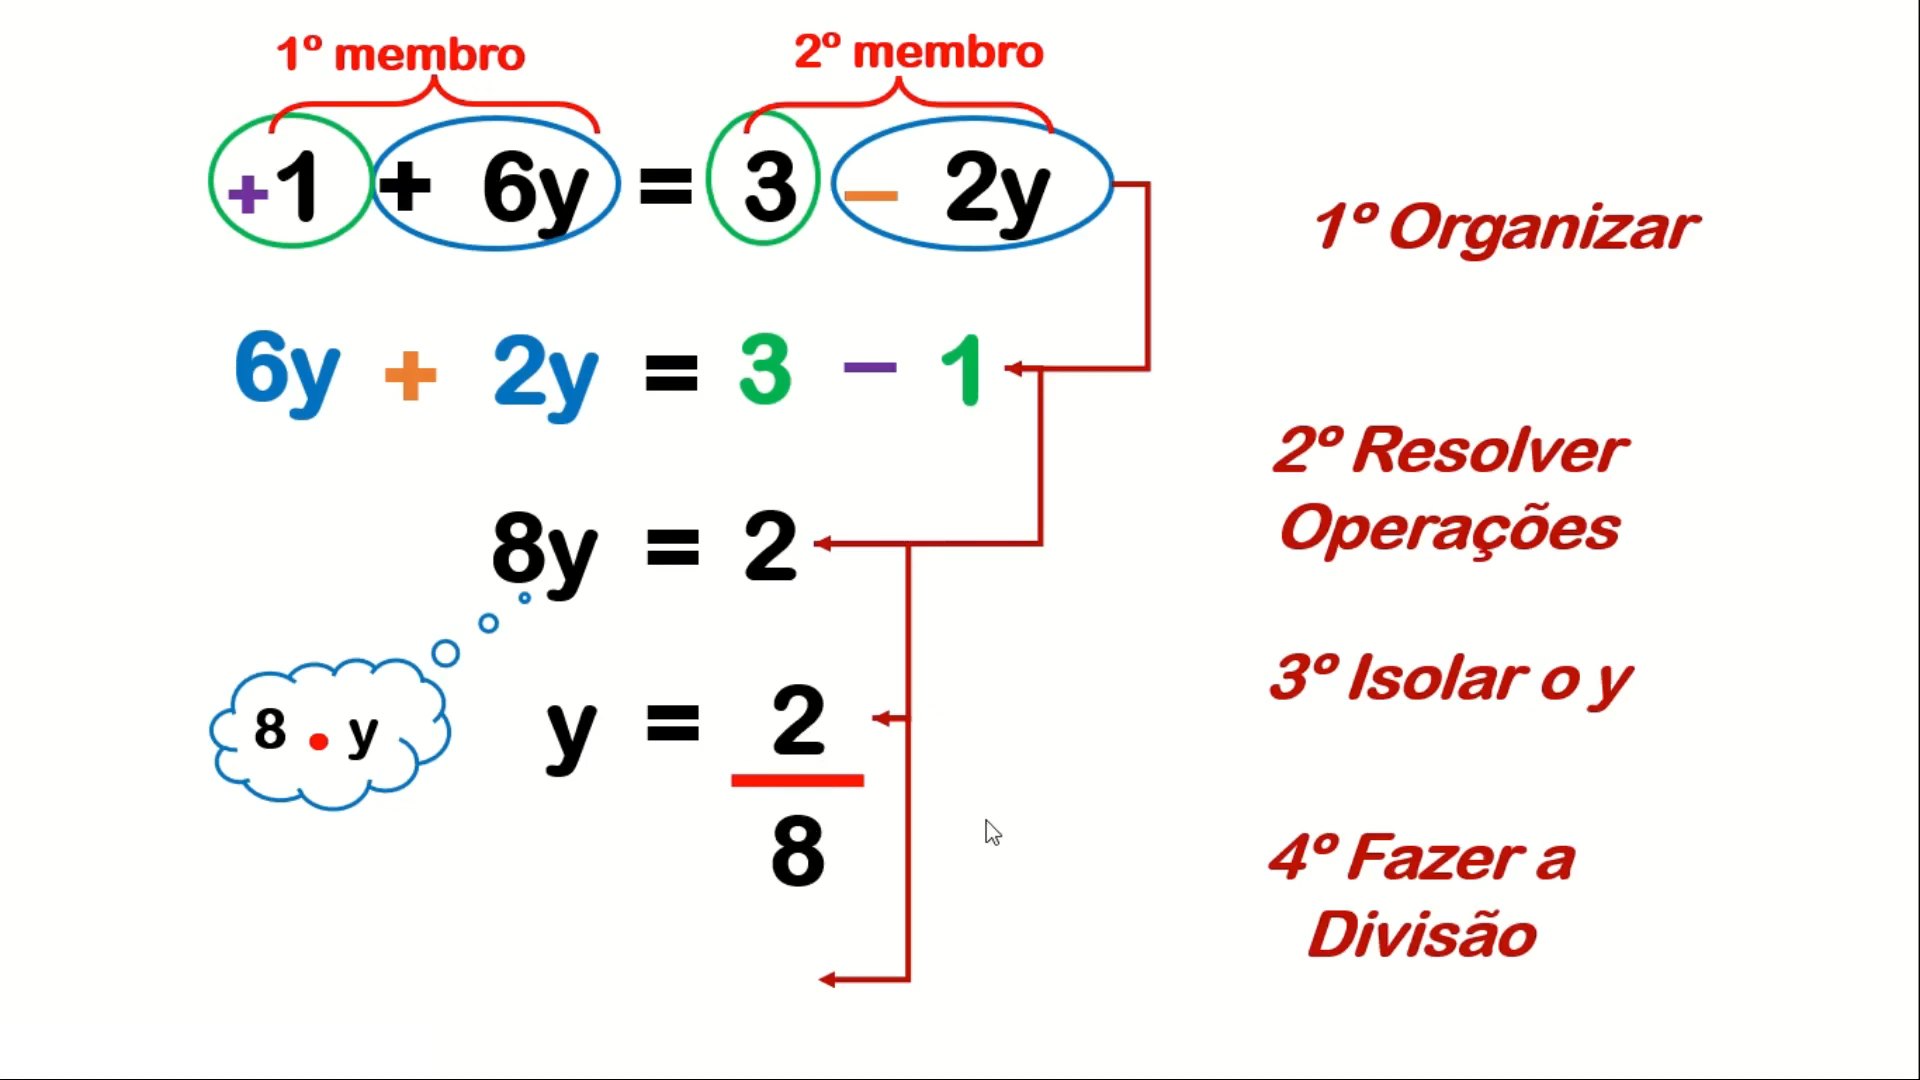 1º membro 2º membro
+1 + 6y = 3 – 2y
1º Organizar
6y + 2y = 3 – 1
2º Resolver
Operações
8y = 2
3º Isolar o y
8 . y
y = 2
8
4º Fazer a
Divisão